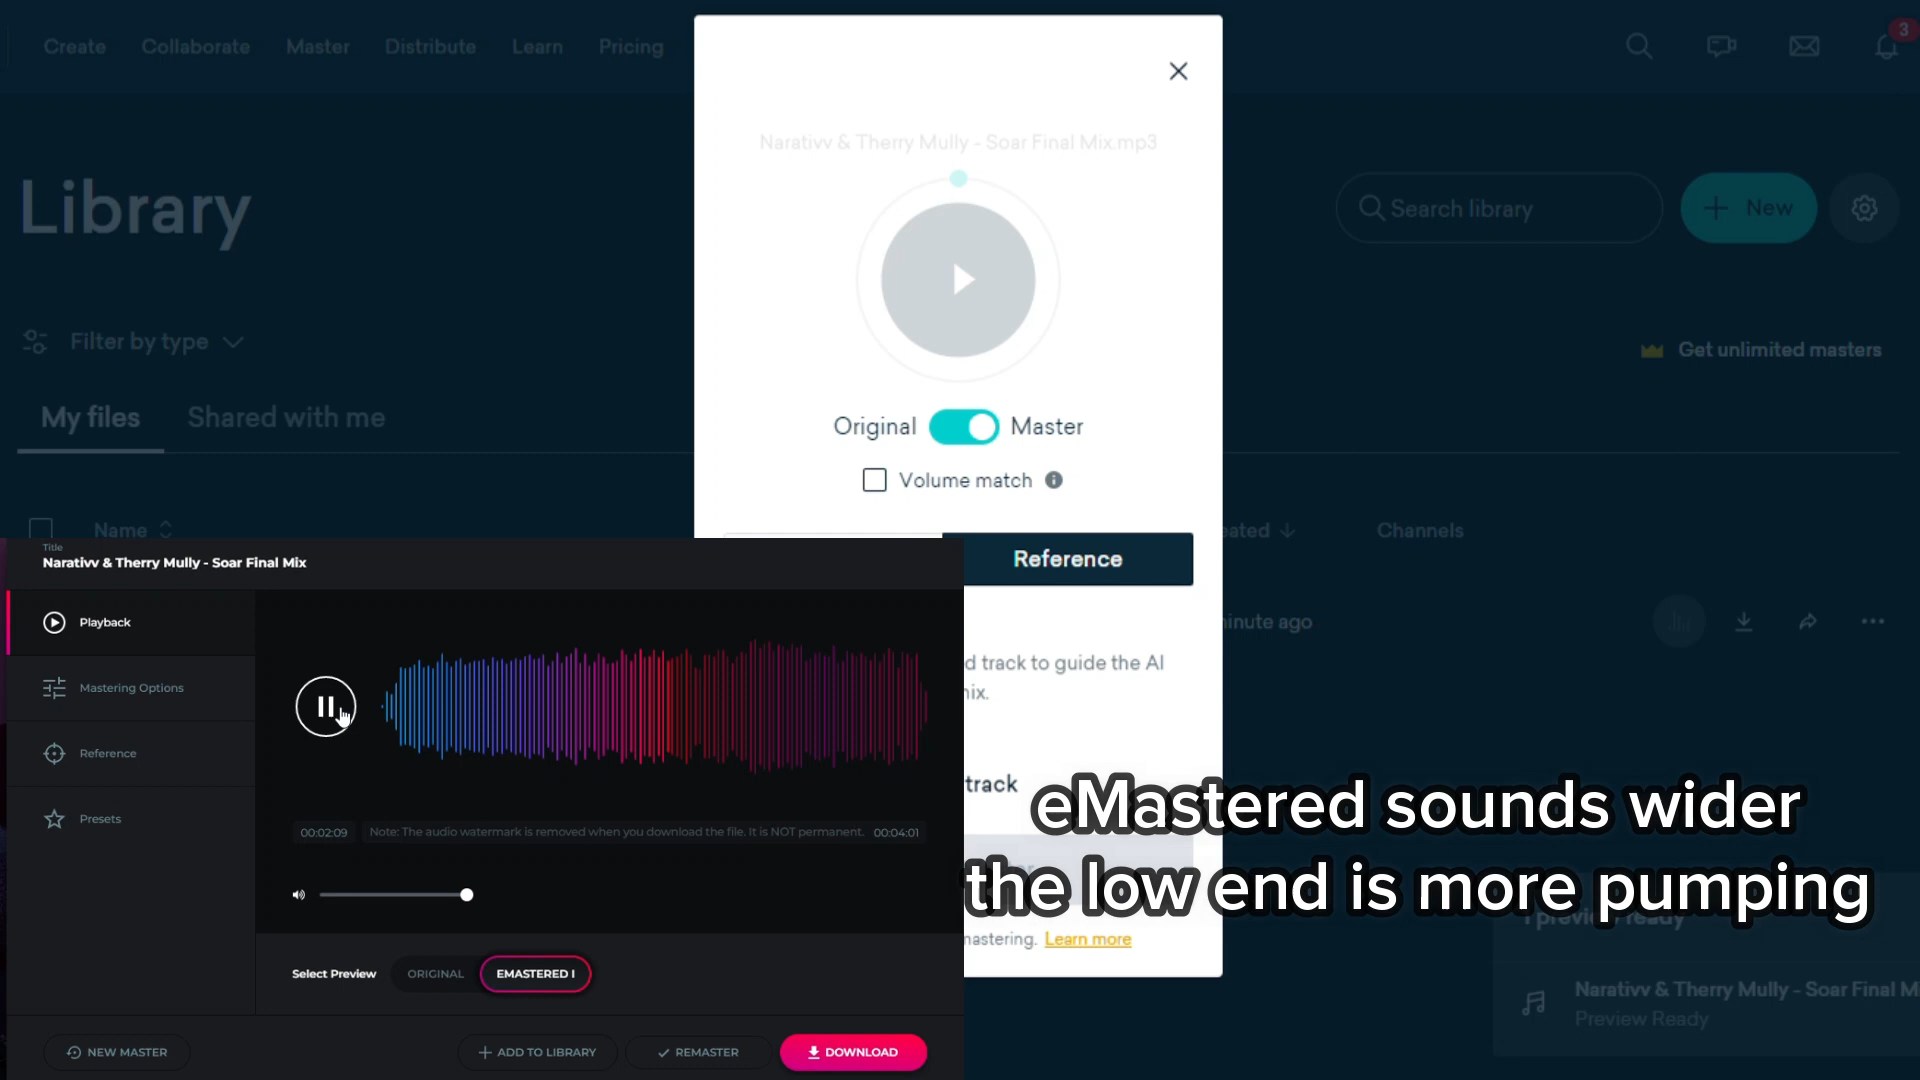 Create Collaborate Master Distribute Learn Pricing
3
Narativv & Therry Mully - Soar Final Mix.mp3
Library
Search library
New
Filter by type
Get unlimited masters
My files Shared with me
Original Master
Volume match
Name
eated
Channels
Reference
Title
Narativv & Therry Mully - Soar Final Mix
Playback
Mastering Options
Reference
Presets
inute ago
d track to guide the AI
nix.
track
eMastered sounds wider
the low end is more pumping
00:02:09 Note: The audio watermark is removed when you download the file. It is NOT permanent. 00:04:01
nastering. Learn more
1 preview ready
Narativv & Therry Mully - Soar Final M
Preview Ready
Select Preview ORIGINAL EMASTERED I
NEW MASTER ADD TO LIBRARY REMASTER DOWNLOAD